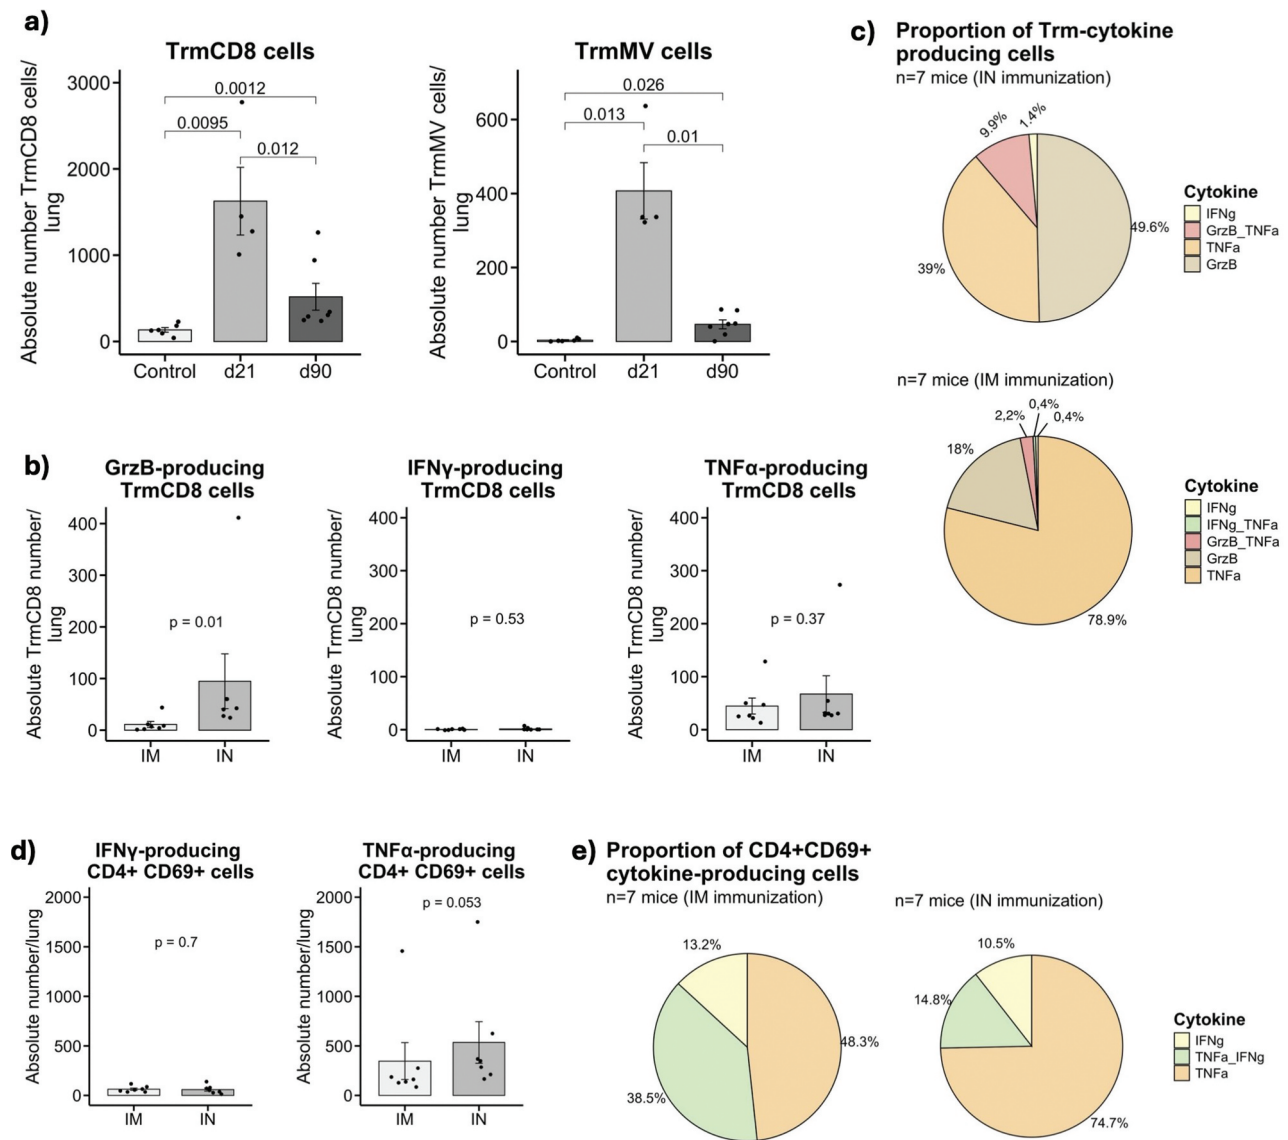 a)
TrmCD8 cells
Absolute number TrmCD8 cells/
lung
3000
2000
1000
0
0.0012
0.0095
0.012
Control
d21
d90
TrmMV cells
Absolute number TrmMV cells/
lung
600
400
200
0
0.026
0.013
0.01
Control
d21
d90
c)
Proportion of Trm-cytokine
producing cells
n=7 mice (IN immunization)
9.9%
1.4%
49.6%
39%
Cytokine
IFNg
GrzB_TNFa
TNFa
GrzB
n=7 mice (IM immunization)
0,4%
2,2%
0,4%
18%
78.9%
Cytokine
IFNg
IFNg_TNFa
GrzB_TNFa
GrzB
TNFa
b)
GrzB-producing
TrmCD8 cells
Absolute TrmCD8 number/
lung
400
300
200
100
0
p = 0.01
IM
IN
IFNγ-producing
TrmCD8 cells
Absolute TrmCD8 number/
lung
400
300
200
100
0
p = 0.53
IM
IN
TNFα-producing
TrmCD8 cells
Absolute TrmCD8 number/
lung
400
300
200
100
0
p = 0.37
IM
IN
d)
IFNγ-producing
CD4+ CD69+ cells
Absolute number/lung
2000
1500
1000
500
0
p = 0.7
IM
IN
TNFα-producing
CD4+ CD69+ cells
Absolute number/lung
2000
1500
1000
500
0
p = 0.053
IM
IN
e)
Proportion of CD4+CD69+
cytokine-producing cells
n=7 mice (IM immunization)
13.2%
48.3%
38.5%
n=7 mice (IN immunization)
10.5%
14.8%
74.7%
Cytokine
IFNg
TNFa_IFNg
TNFa